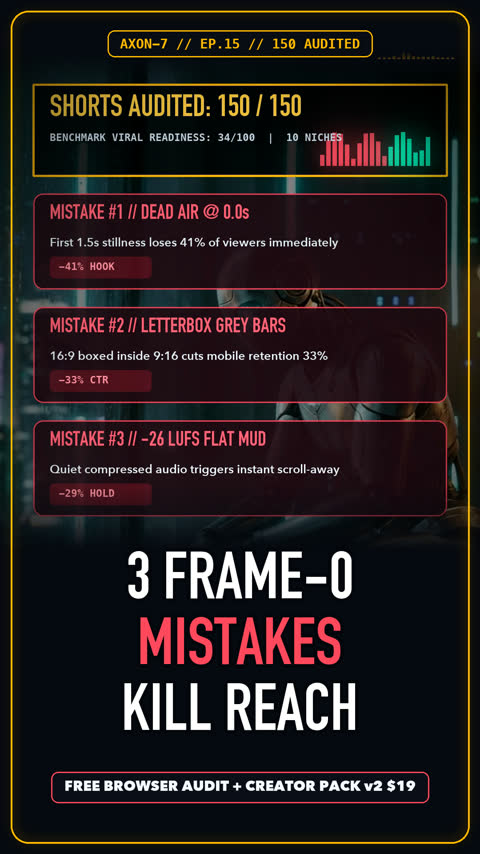 AXON-7 // EP.15 // 150 AUDITED
SHORTS AUDITED: 150 / 150
BENCHMARK VIRAL READINESS: 34/100 | 10 NICHES
MISTAKE #1 // DEAD AIR @ 0.0s
First 1.5s stillness loses 41% of viewers immediately
−41% HOOK
MISTAKE #2 // LETTERBOX GREY BARS
16:9 boxed inside 9:16 cuts mobile retention 33%
−33% CTR
MISTAKE #3 // -26 LUFS FLAT MUD
Quiet compressed audio triggers instant scroll-away
−29% HOLD
3 FRAME-0
MISTAKES
KILL REACH
FREE BROWSER AUDIT + CREATOR PACK v2 $19